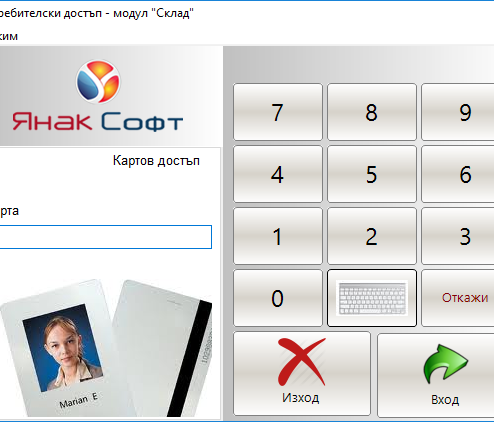 ребителски достъп - модул "Склад"
ким
Янак Софт
Картов достъп
рта
7 8 9
4 5 6
1 2 3
0 Откажи
Изход Вход
Marian E